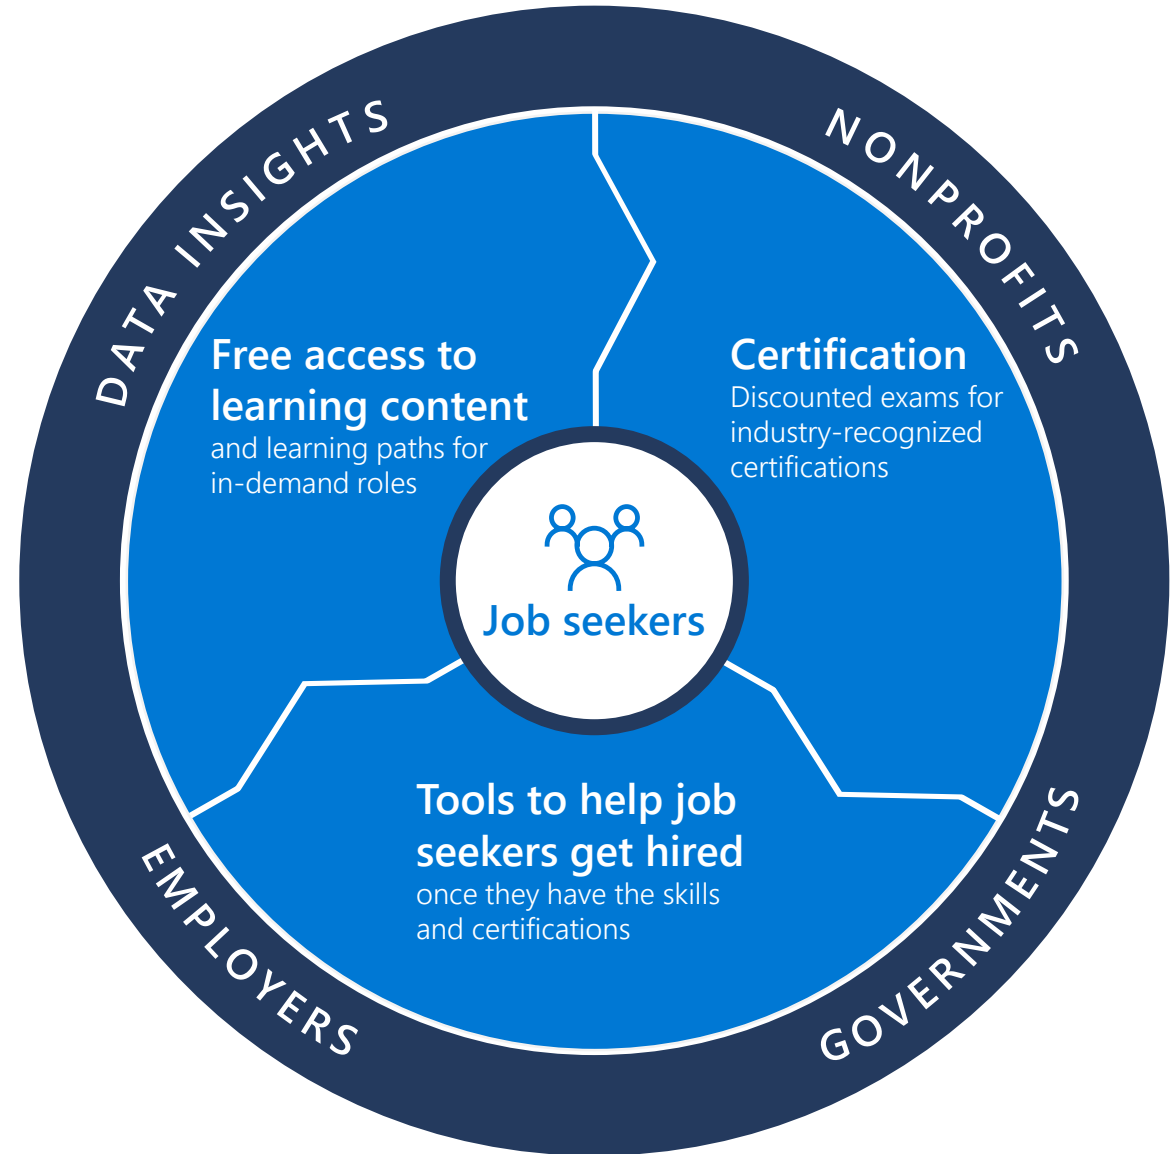 DATA INSIGHTS
NONPROFITS
Free access to
learning content
and learning paths for
in-demand roles
Certification
Discounted exams for
industry-recognized
certifications
Job seekers
Tools to help job
seekers get hired
once they have the skills
and certifications
EMPLOYERS
GOVERNMENTS